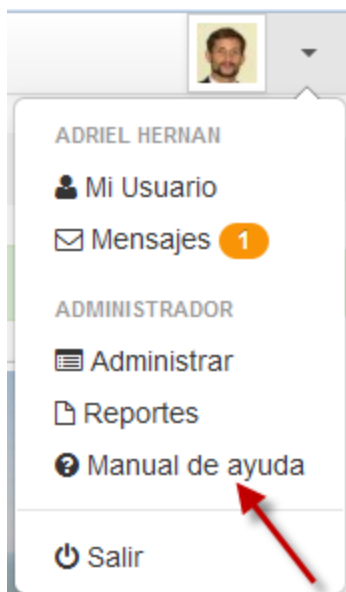 ADRIEL HERNAN
Mi Usuario
Mensajes 1
ADMINISTRADOR
Administrar
Reportes
Manual de ayuda
Salir